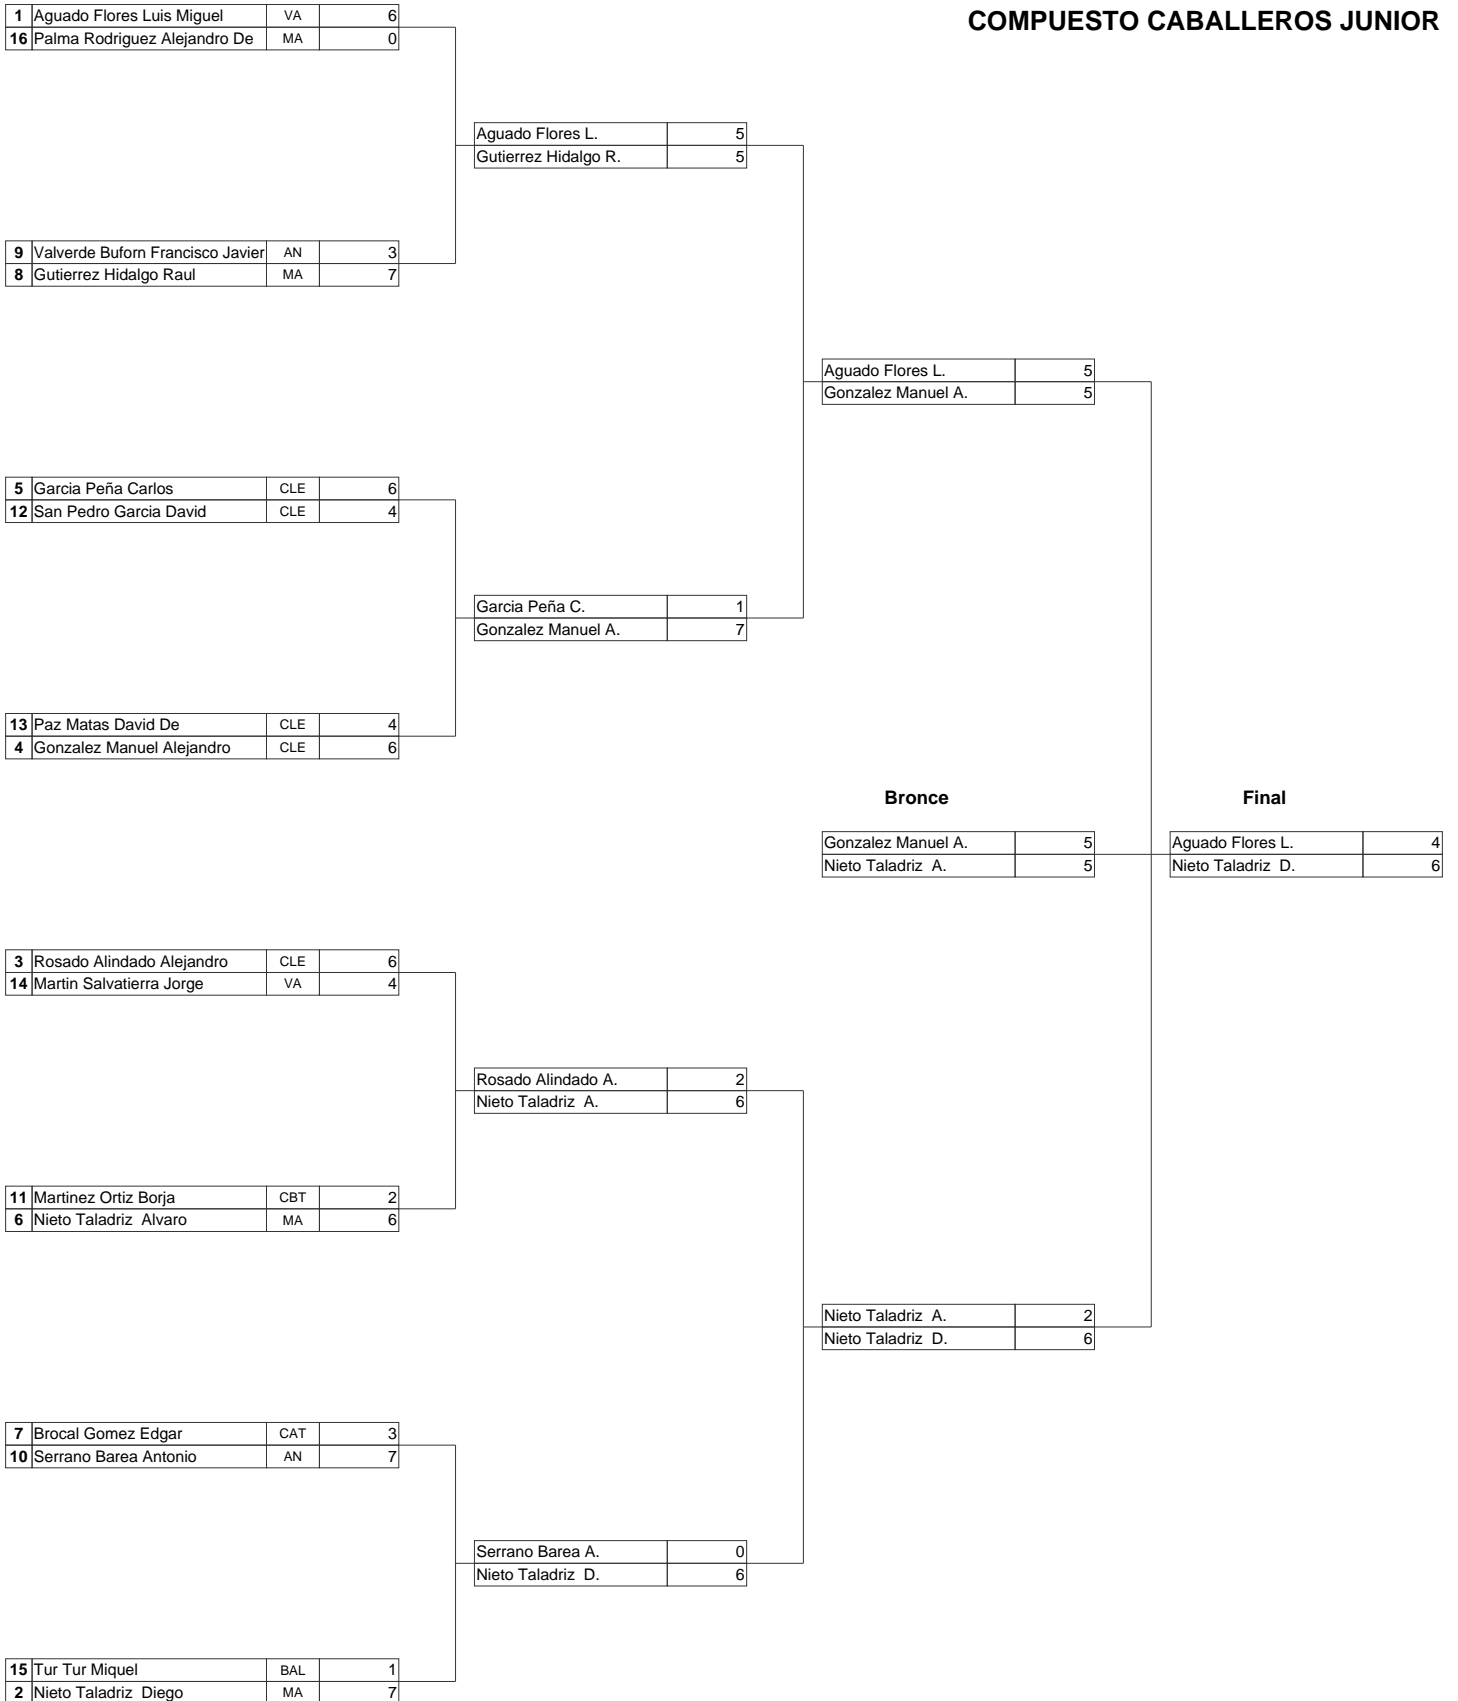 COMPUESTO CABALLEROS JUNIOR
1 Aguado Flores Luis Miguel VA 6
16 Palma Rodriguez Alejandro De MA 0
Aguado Flores L. 5
Gutierrez Hidalgo R. 5
9 Valverde Buforn Francisco Javier AN 3
8 Gutierrez Hidalgo Raul MA 7
Aguado Flores L. 5
Gonzalez Manuel A. 5
5 Garcia Peña Carlos CLE 6
12 San Pedro Garcia David CLE 4
Garcia Peña C. 1
Gonzalez Manuel A. 7
13 Paz Matas David De CLE 4
4 Gonzalez Manuel Alejandro CLE 6
Bronce Final
Gonzalez Manuel A. 5 Aguado Flores L. 4
Nieto Taladriz A. 5 Nieto Taladriz D. 6
3 Rosado Alindado Alejandro CLE 6
14 Martin Salvatierra Jorge VA 4
Rosado Alindado A. 2
Nieto Taladriz A. 6
11 Martinez Ortiz Borja CBT 2
6 Nieto Taladriz Alvaro MA 6
Nieto Taladriz A. 2
Nieto Taladriz D. 6
7 Brocal Gomez Edgar CAT 3
10 Serrano Barea Antonio AN 7
Serrano Barea A. 0
Nieto Taladriz D. 6
15 Tur Tur Miquel BAL 1
2 Nieto Taladriz Diego MA 7